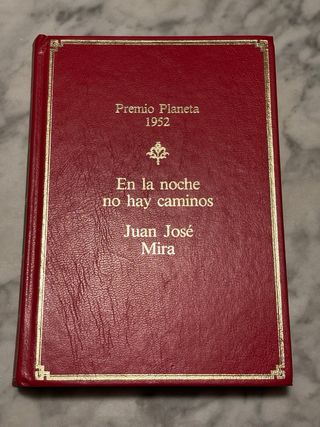 Premio Planeta
1952
En la noche
no hay caminos
Juan José
Mira